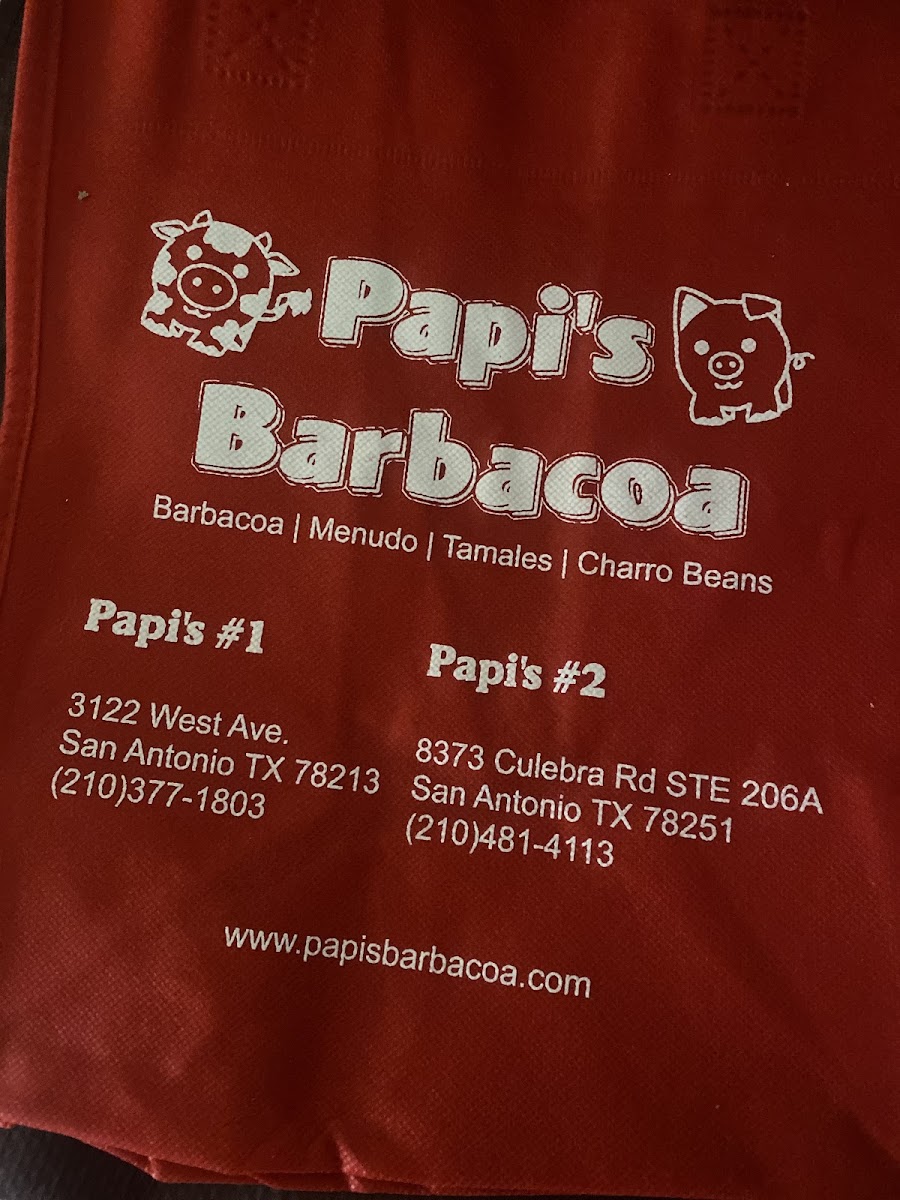 Papi's
Barbacoa
Barbacoa | Menudo | Tamales | Charro Beans
Papi's #1
3122 West Ave.
San Antonio TX 78213
(210)377-1803
Papi's #2
8373 Culebra Rd STE 206A
San Antonio TX 78251
(210)481-4113
www.papisbarbacoa.com